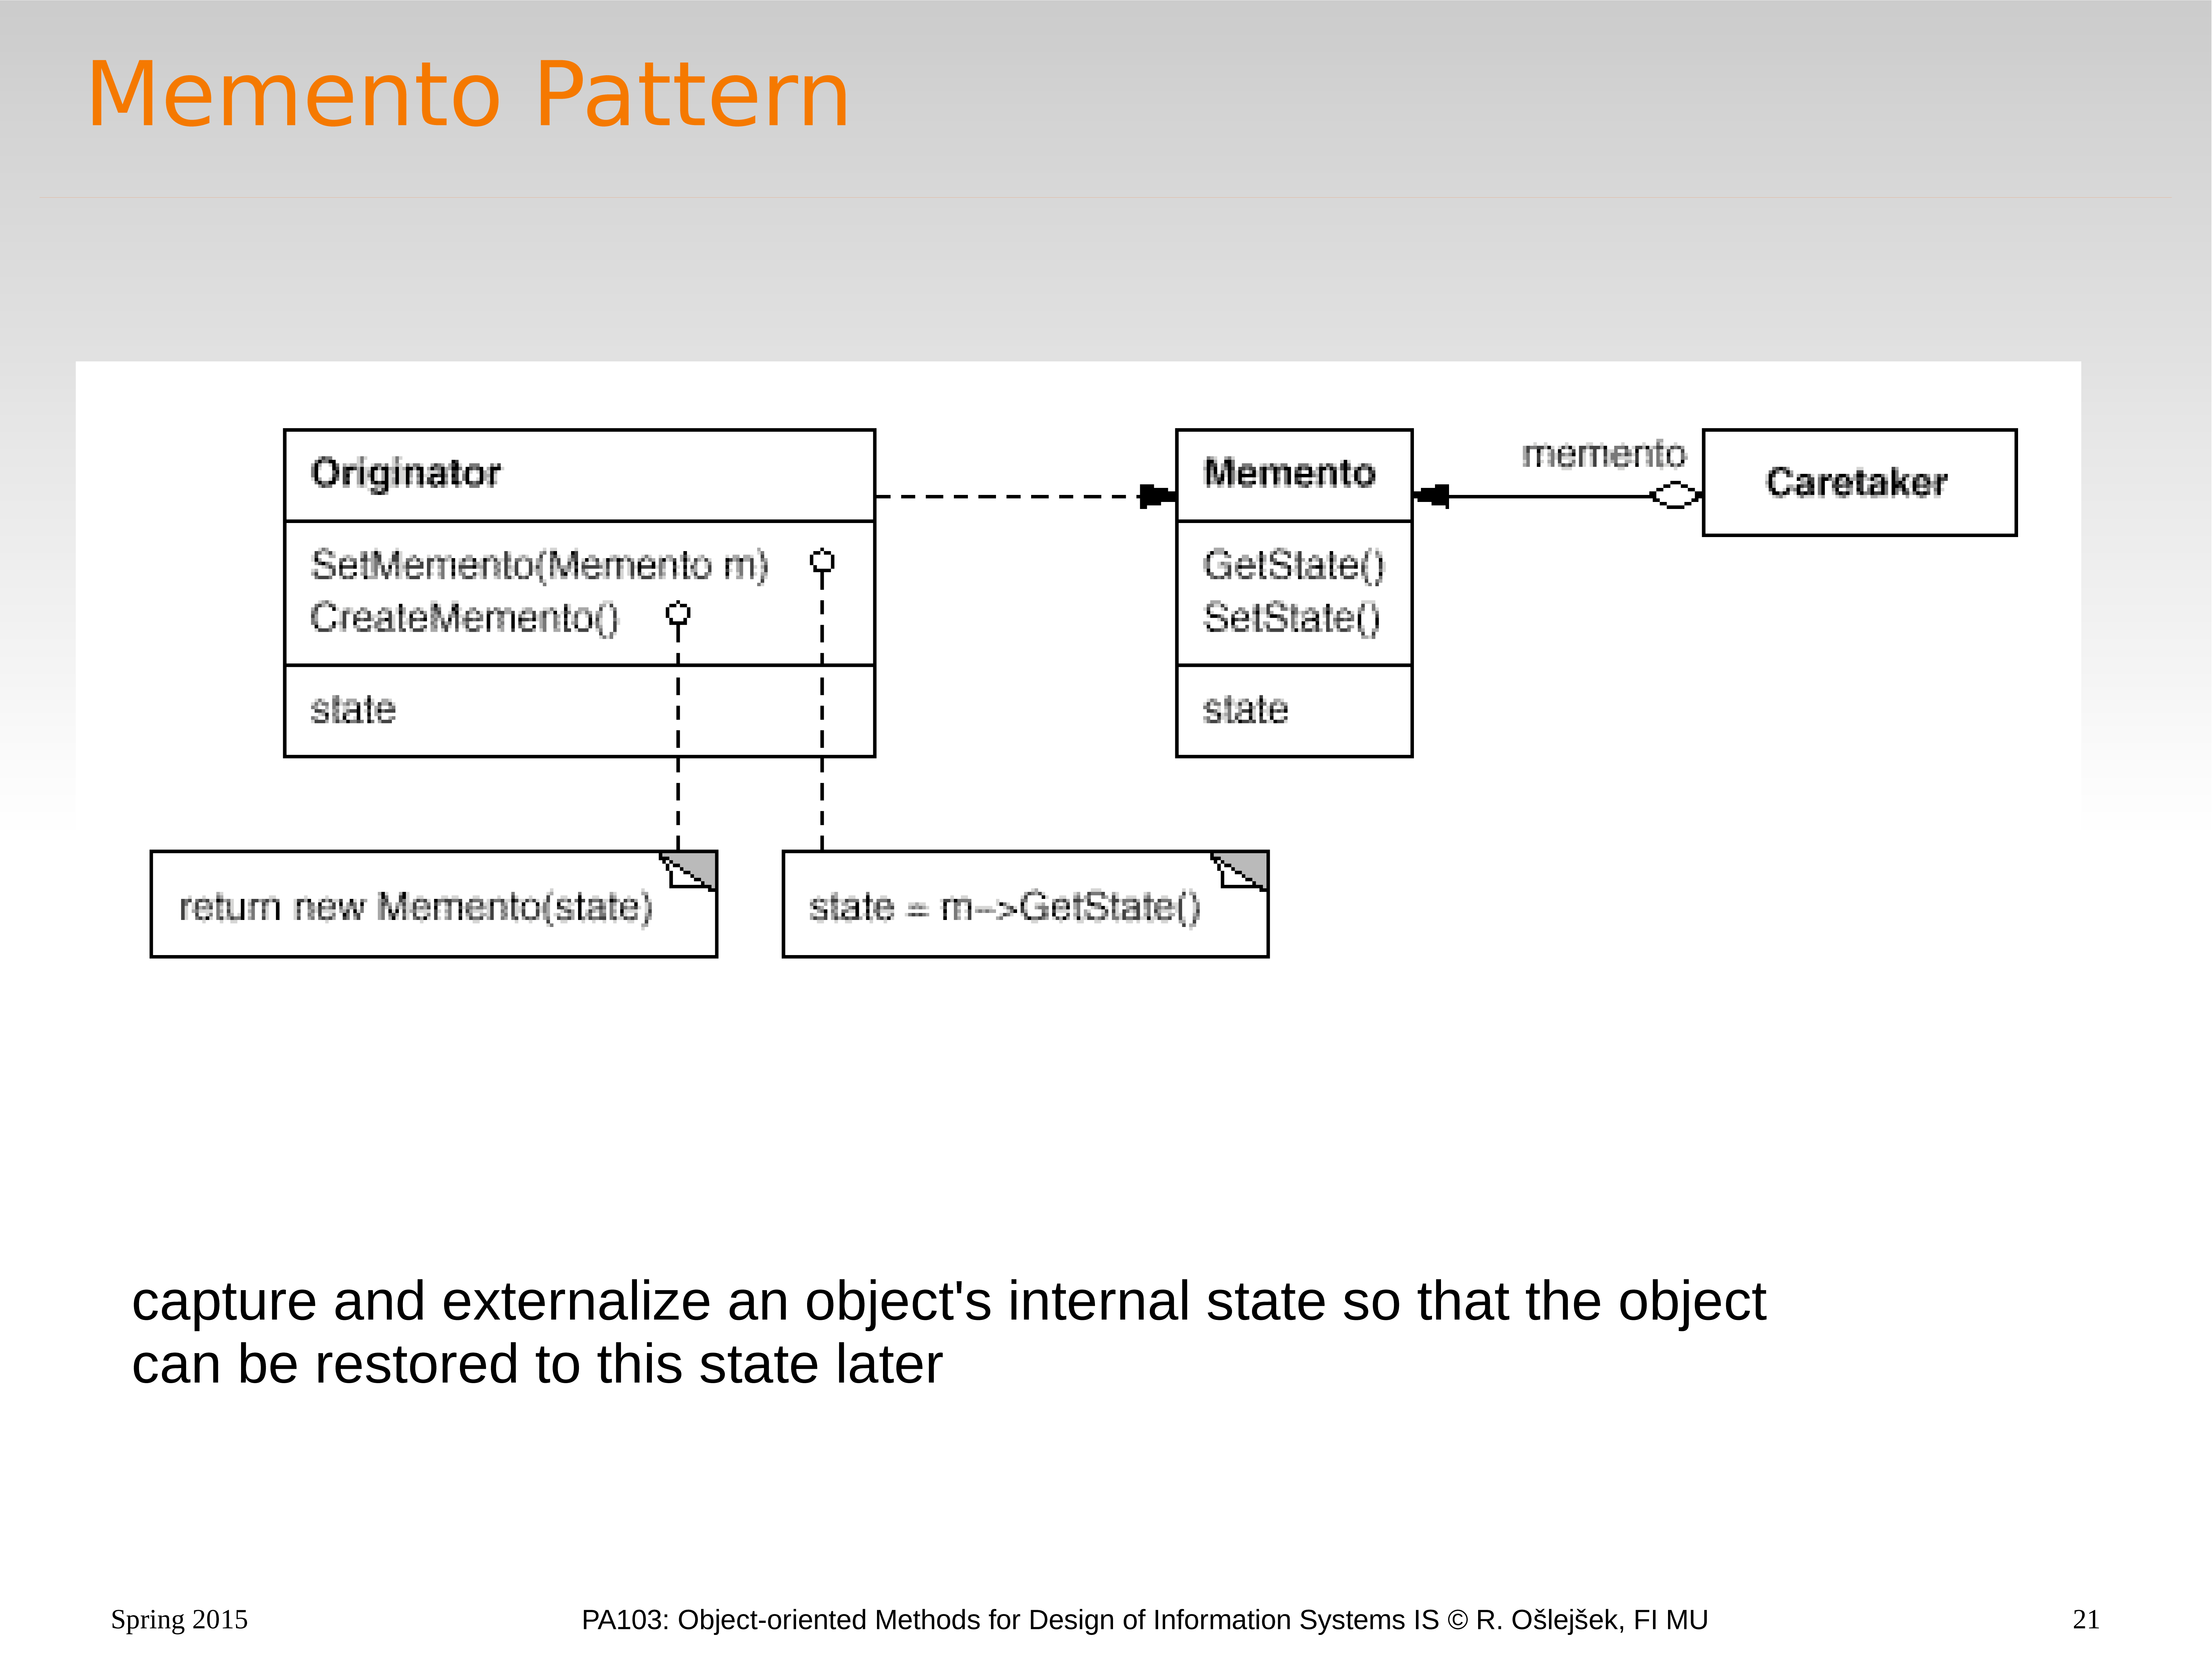 Memento Pattern
Originator
SetMemento(Memento m)
CreateMemento()
state
Memento
GetState()
SetState()
state
memento
Caretaker
return new Memento(state)
state = m->GetState()
capture and externalize an object's internal state so that the object
can be restored to this state later
Spring 2015
PA103: Object-oriented Methods for Design of Information Systems IS © R. Ošlejšek, FI MU
21